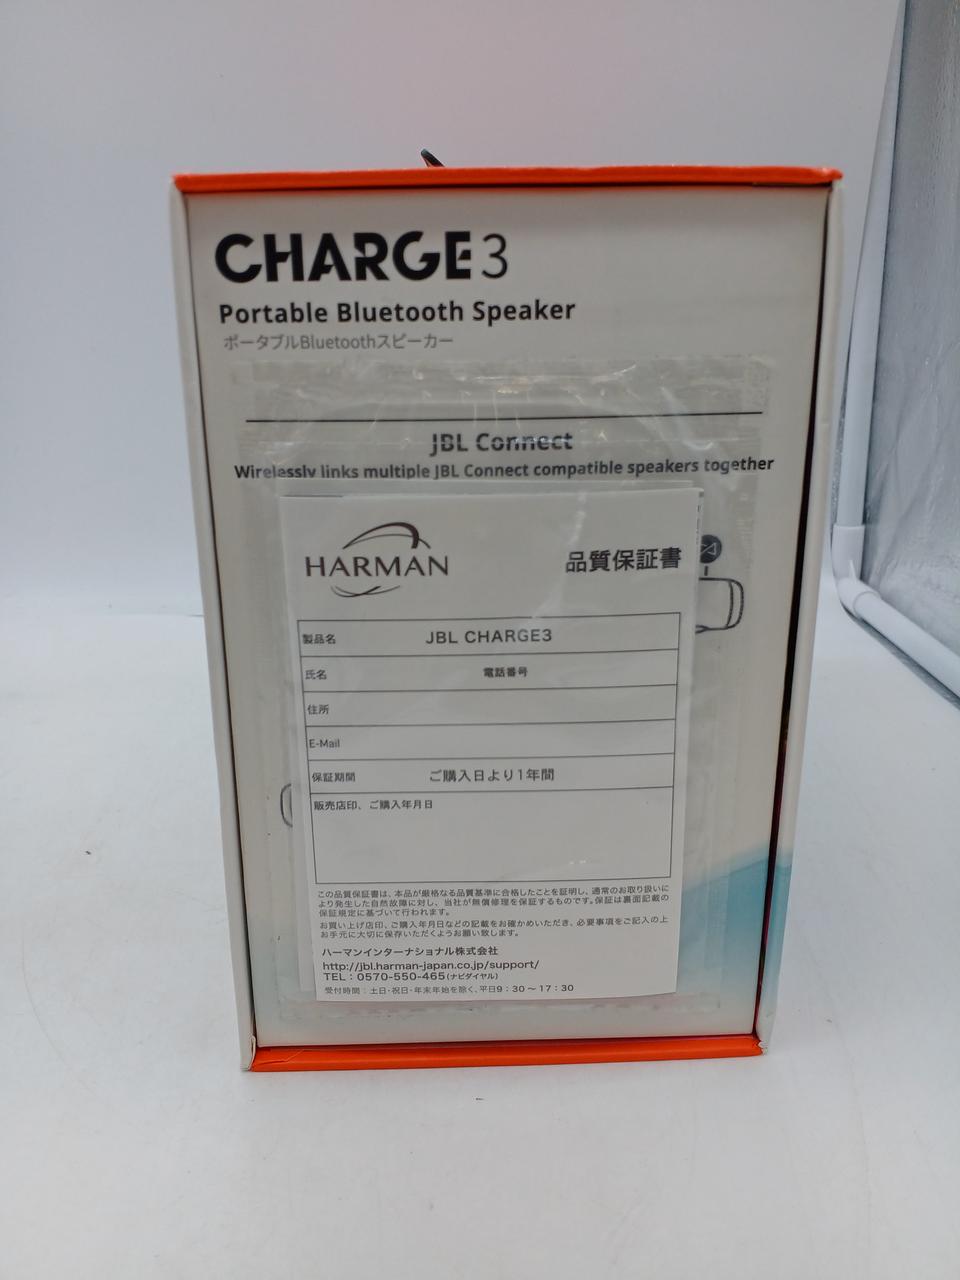 CHARGE 3
Portable Bluetooth Speaker
ポータブルBluetoothスピーカー
JBL Connect
Wirelessly links multiple JBL Connect compatible speakers together
HARMAN
品質保証書
製品名 JBL CHARGE3
氏名 電話番号
住所
E-Mail
保証期間 ご購入日より1年間
販売店印、ご購入年月日
この品質保証書は、本品が厳格なる品質基準に合格したことを証明し、通常のお取り扱いに
より発生した自然故障に対し、当社が無償修理を保証するものです。保証は裏面記載の
保証規定に基づいて行われます。
お買い上げ店印、ご購入年月日などの記載をお確かめいただき、必要事項をご記入の上
お手元に大切に保存いただくようお願い致します。
ハーマンインターナショナル株式会社
http://jbl.harman-japan.co.jp/support/
TEL：0570-550-465(ナビダイヤル)
受付時間：土日・祝日・年末年始を除く、平日9：30～17：30